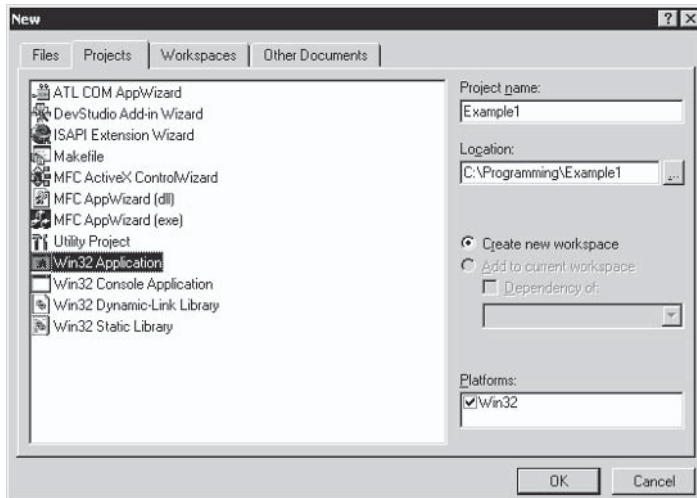 New
Files
Projects
Workspaces
Other Documents
ATL COM AppWizard
DevStudio Add-in Wizard
ISAPI Extension Wizard
Makefile
MFC ActiveX ControlWizard
MFC AppWizard (dll)
MFC AppWizard (exe)
Utility Project
Win32 Application
Win32 Console Application
Win32 Dynamic-Link Library
Win32 Static Library
Project name:
Example1
Location:
C:\Programming\Example1
...
Create new workspace
Add to current workspace
Dependency of:
Platforms:
Win32
OK
Cancel